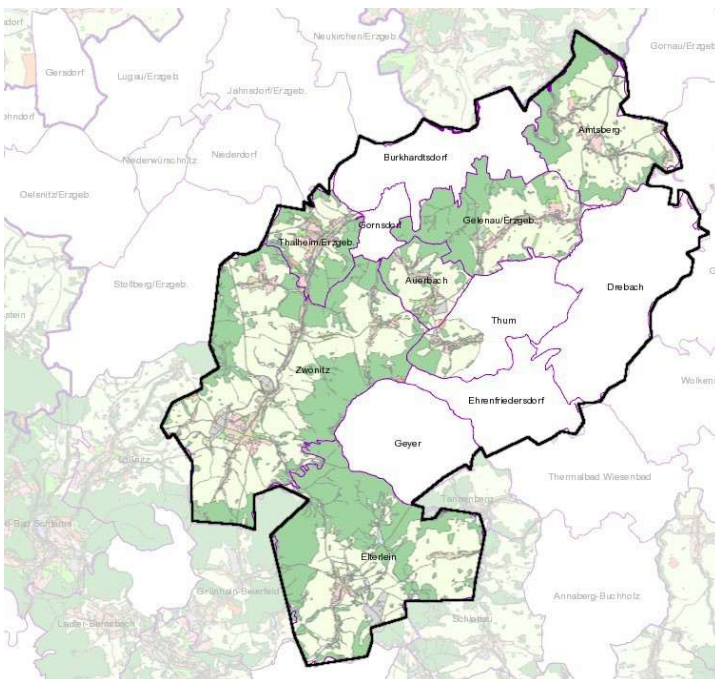 Neukirchen/Erzgeb.
Gornau/Erzgeb
Gersdorf
Lugau/Erzgeb.
Jahnsdorf/Erzgeb.
Amtsberg
Niederwürschnitz
Niederdorf
Burkhardtsdorf
Oelsnitz/Erzgeb.
Gornsdorf
Gelenau/Erzgeb.
Thalheim/Erzgeb.
Stollberg/Erzgeb.
Auerbach
Drebach
Thum
Zwönitz
Wolken
Ehrenfriedersdorf
Geyer
Lößnitz
Thermalbad Wiesenbad
Tannenberg
Elterlein
Grünhain-Beierfeld
Annaberg-Buchholz
Schlettau
Lauter-Bernsbach